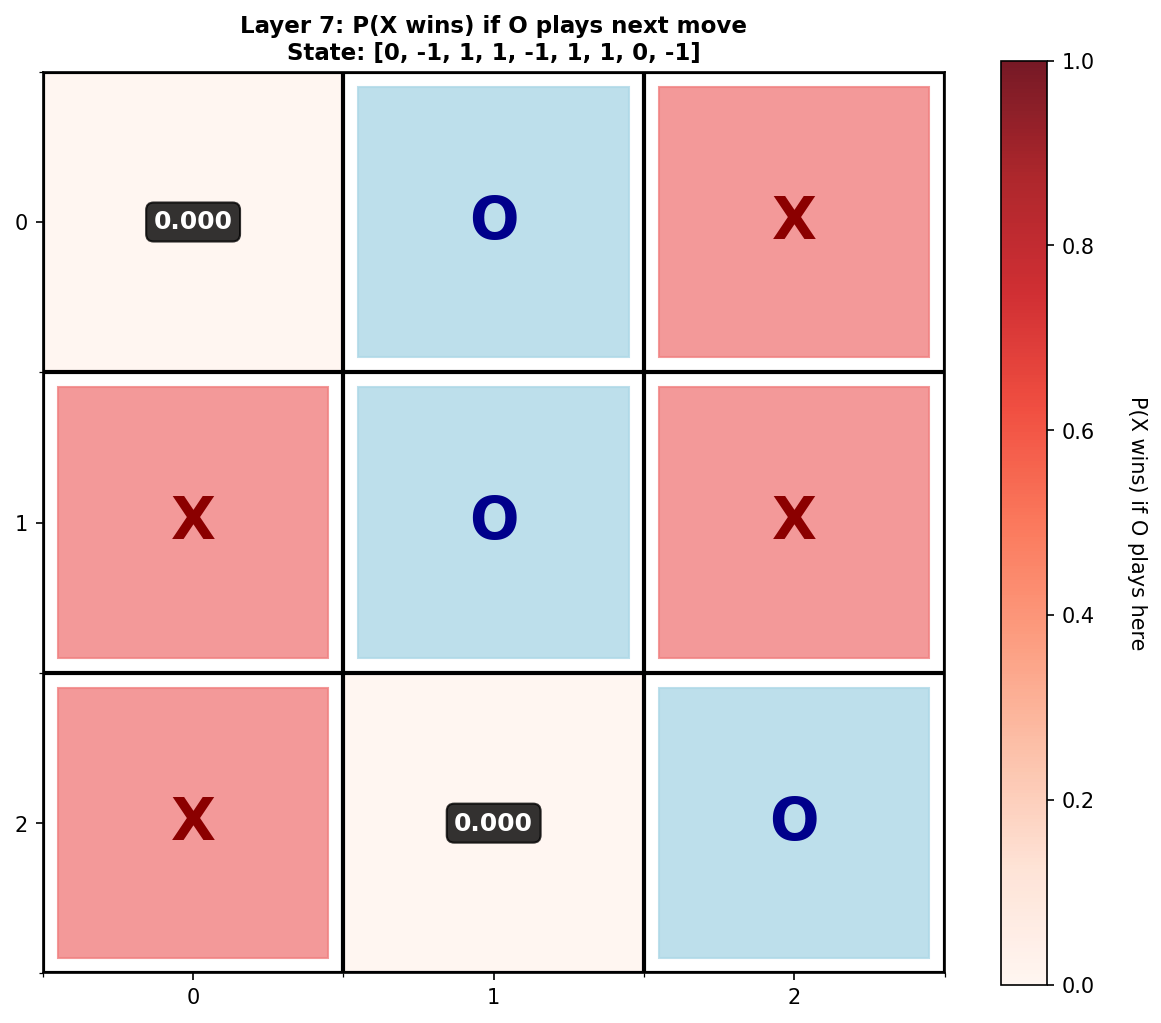 Layer 7: P(X wins) if O plays next move
State: [0, -1, 1, 1, -1, 1, 1, 0, -1]
0 0.000 O X
1 X O X
2 X 0.000 O
0 1 2
1.0
0.8
0.6
0.4
0.2
0.0
P(X wins) if O plays here